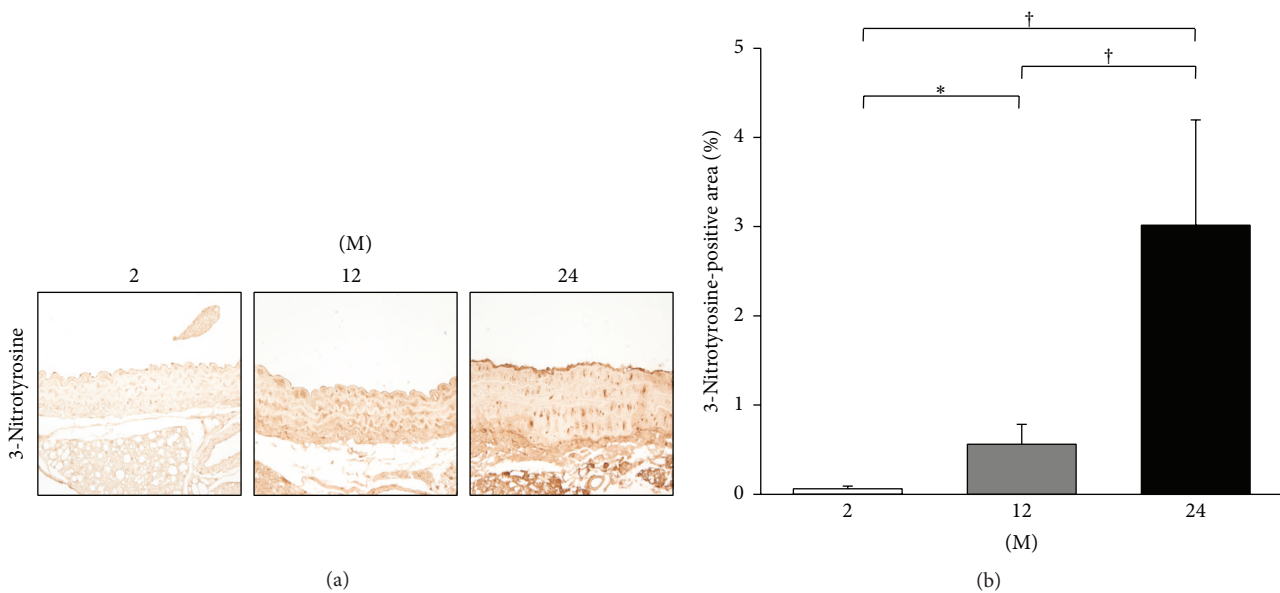 (M)
2 12 24
3-Nitrotyrosine
(a)
† 
†
*
3-Nitrotyrosine-positive area (%)
5
4
3
2
1
0
2 12 24
(M)
(b)